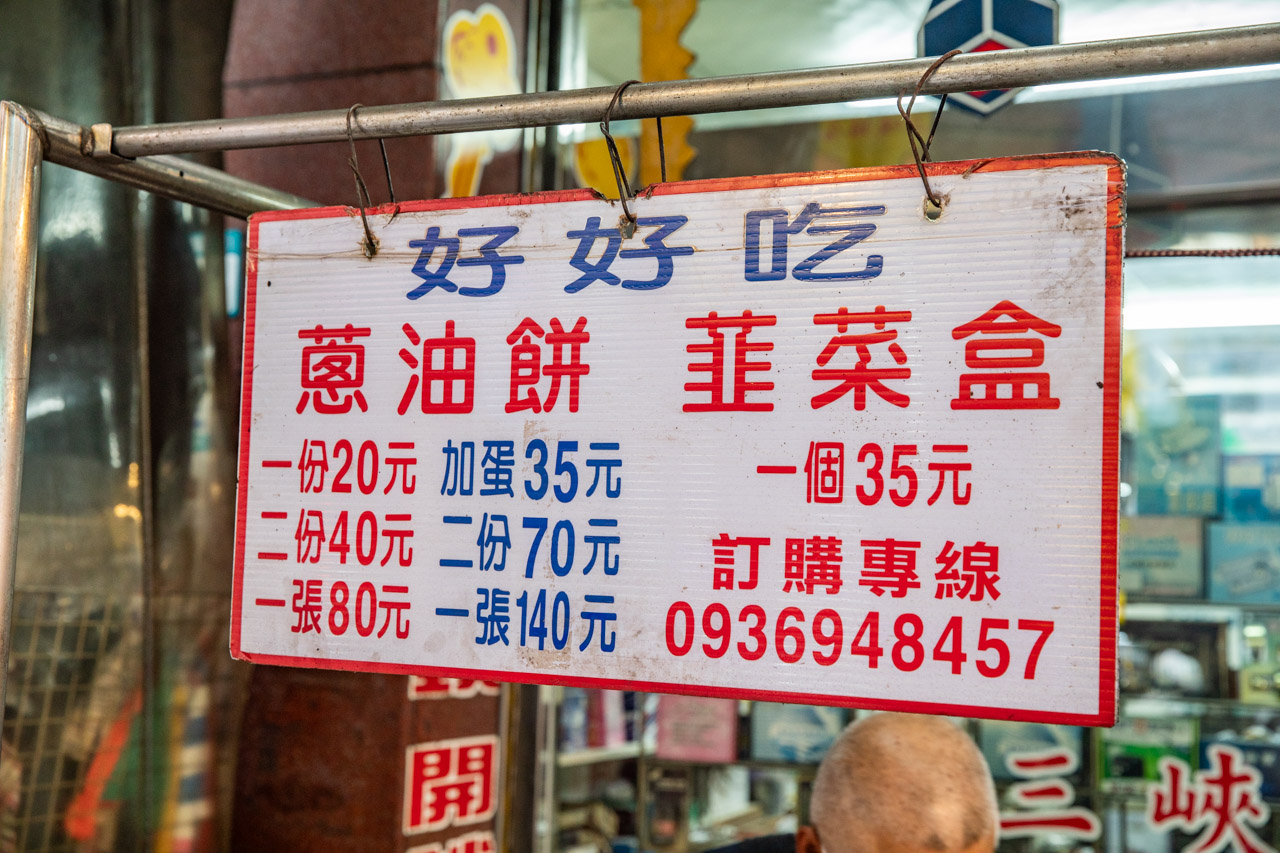 好好吃
蔥油餅 韭菜盒
一份20元 加蛋35元 一個35元
二份40元 二份70元
一張80元 一張140元
訂購專線
0936948457
開
三峽